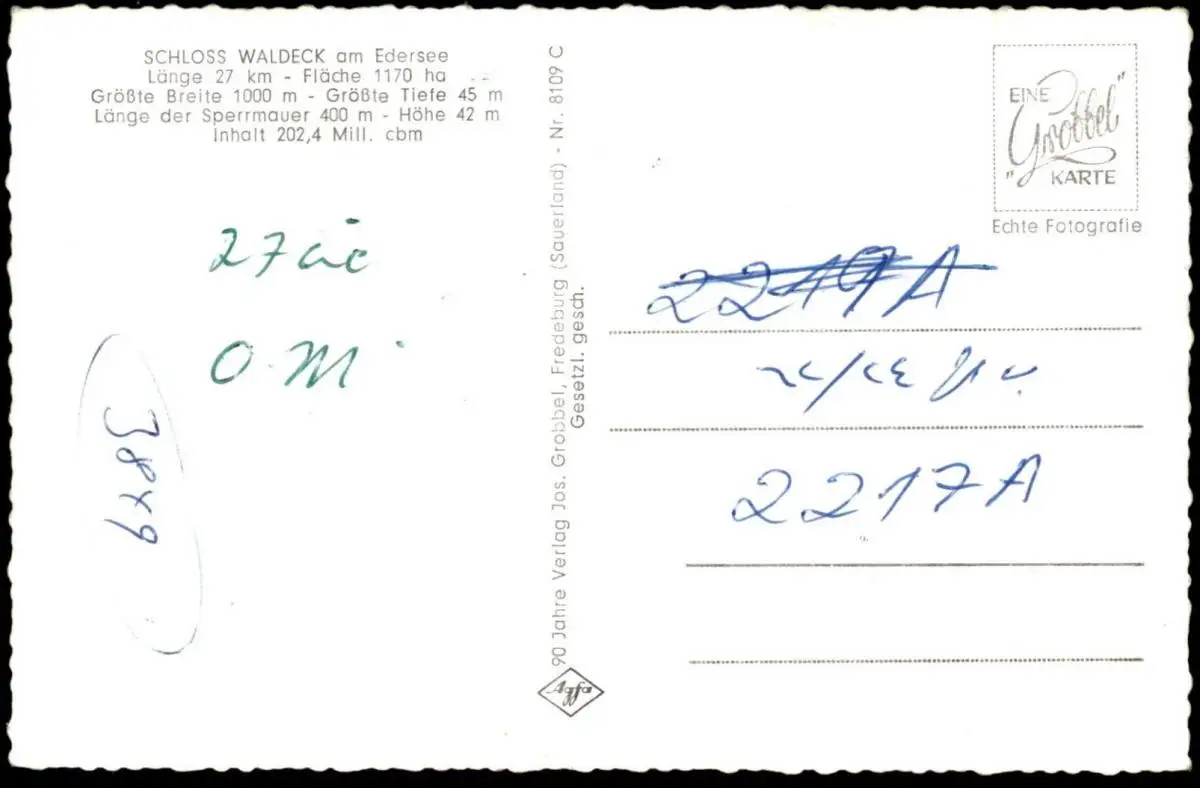 SCHLOSS WALDECK am Edersee
Länge 27 km - Fläche 1170 ha
Größte Breite 1000 m - Größte Tiefe 45 m
Länge der Sperrmauer 400 m - Höhe 42 m
Inhalt 202,4 Mill. cbm
O. M.
90 Jahre Verlag Jos. Grobbel, Fredeburg (Sauerland) - Nr. 8109 C
Gesetzl. gesch.
Agfa
EINE
"Grobbel"
KARTE
Echte Fotografie
2217A